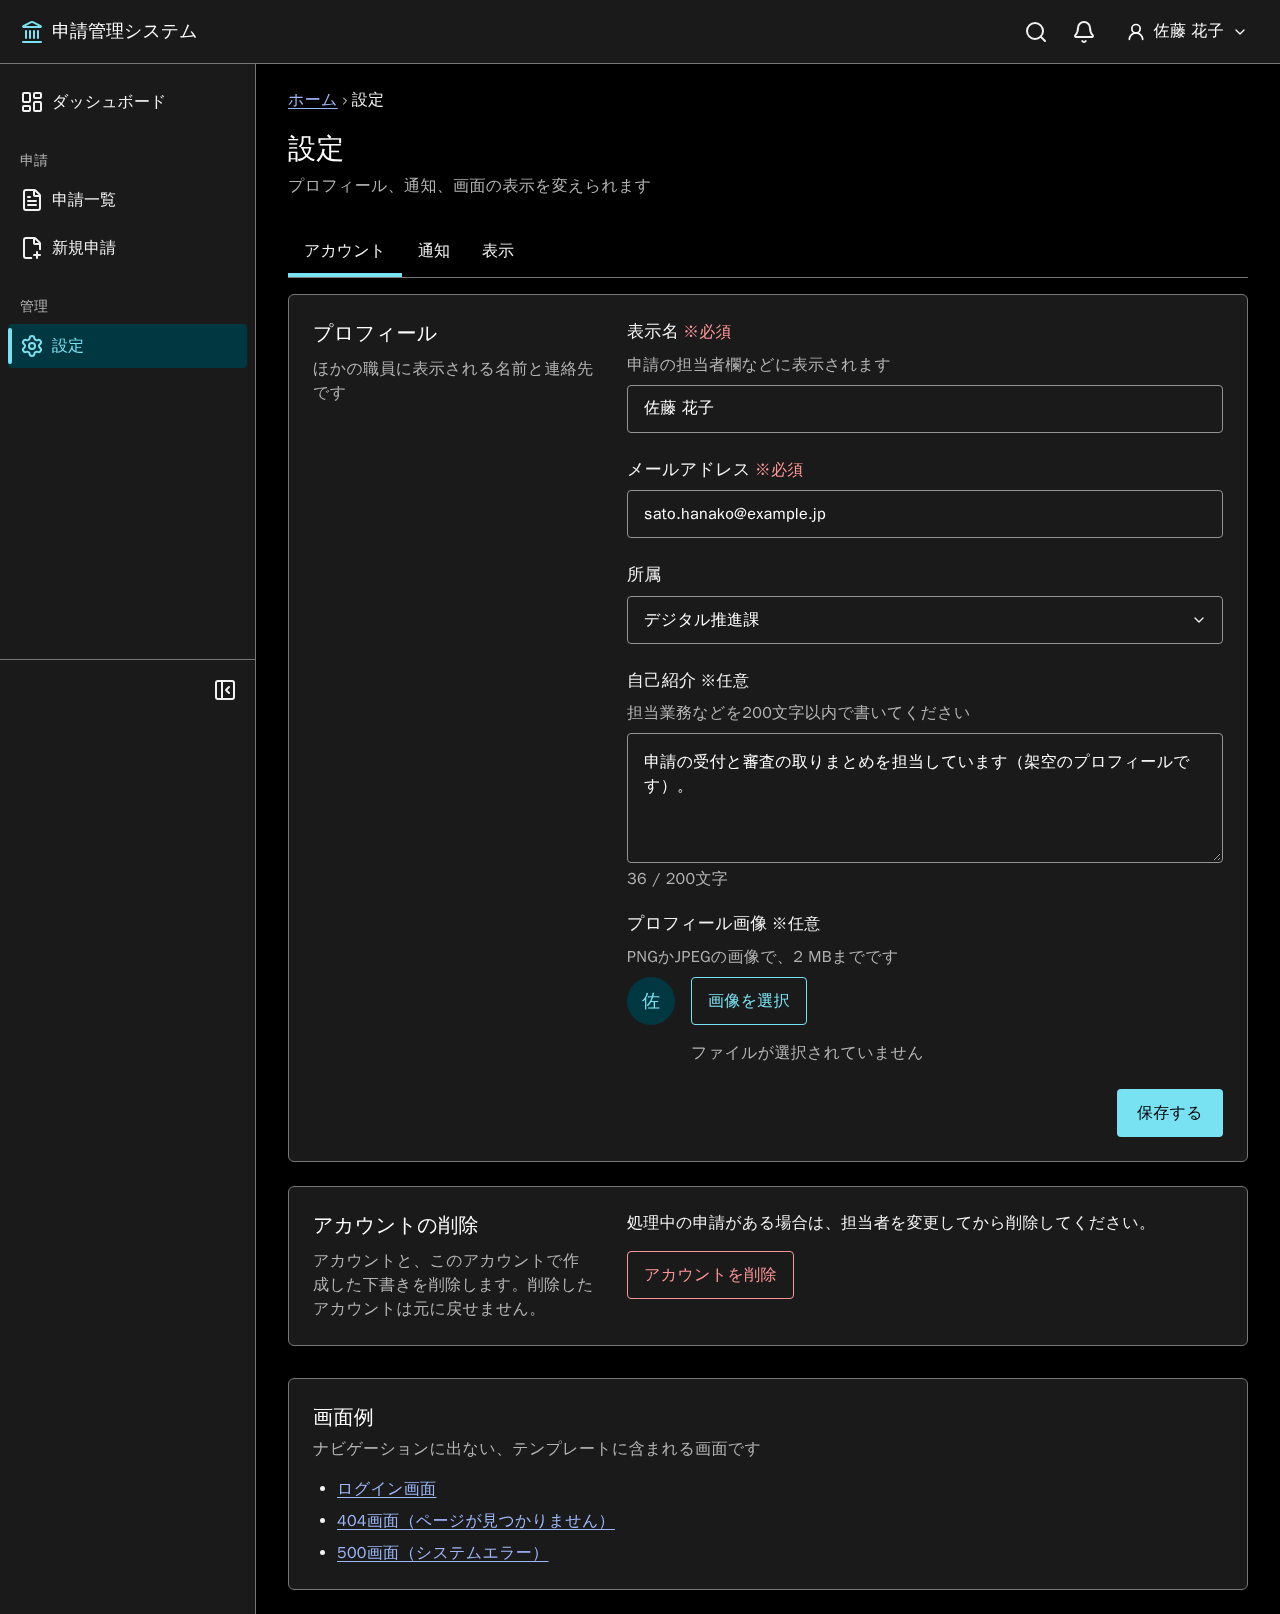 申請管理システム
佐藤 花子
ダッシュボード
申請
申請一覧
新規申請
管理
設定
ホーム › 設定
設定
プロフィール、通知、画面の表示を変えられます
アカウント 通知 表示
プロフィール
ほかの職員に表示される名前と連絡先
です
表示名 ※必須
申請の担当者欄などに表示されます
佐藤 花子
メールアドレス ※必須
sato.hanako@example.jp
所属
デジタル推進課
自己紹介 ※任意
担当業務などを200文字以内で書いてください
申請の受付と審査の取りまとめを担当しています（架空のプロフィールで
す）。
36 / 200文字
プロフィール画像 ※任意
PNGかJPEGの画像で、2 MBまでです
佐
画像を選択
ファイルが選択されていません
保存する
アカウントの削除
アカウントと、このアカウントで作
成した下書きを削除します。削除した
アカウントは元に戻せません。
処理中の申請がある場合は、担当者を変更してから削除してください。
アカウントを削除
画面例
ナビゲーションに出ない、テンプレートに含まれる画面です
ログイン画面
404画面（ページが見つかりません）
500画面（システムエラー）